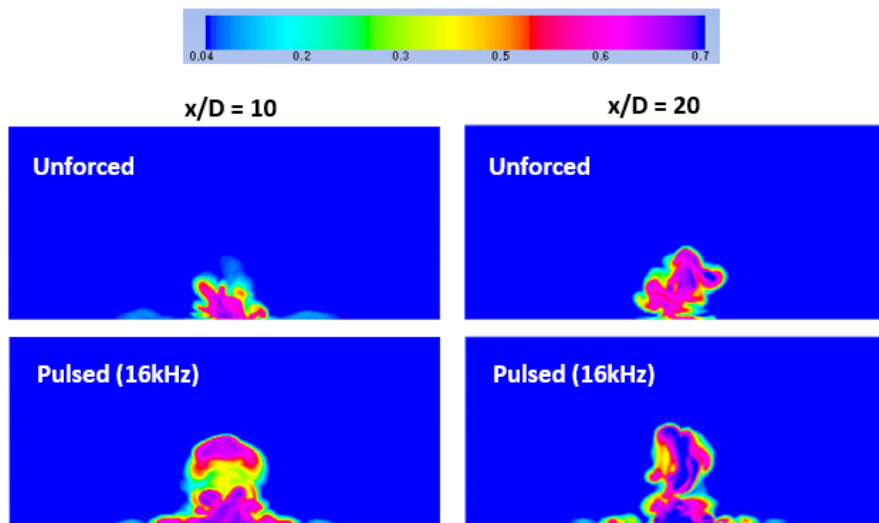 0.04 0.2 0.3 0.5 0.6 0.7
x/D = 10 x/D = 20
Unforced Unforced
Pulsed (16kHz) Pulsed (16kHz)